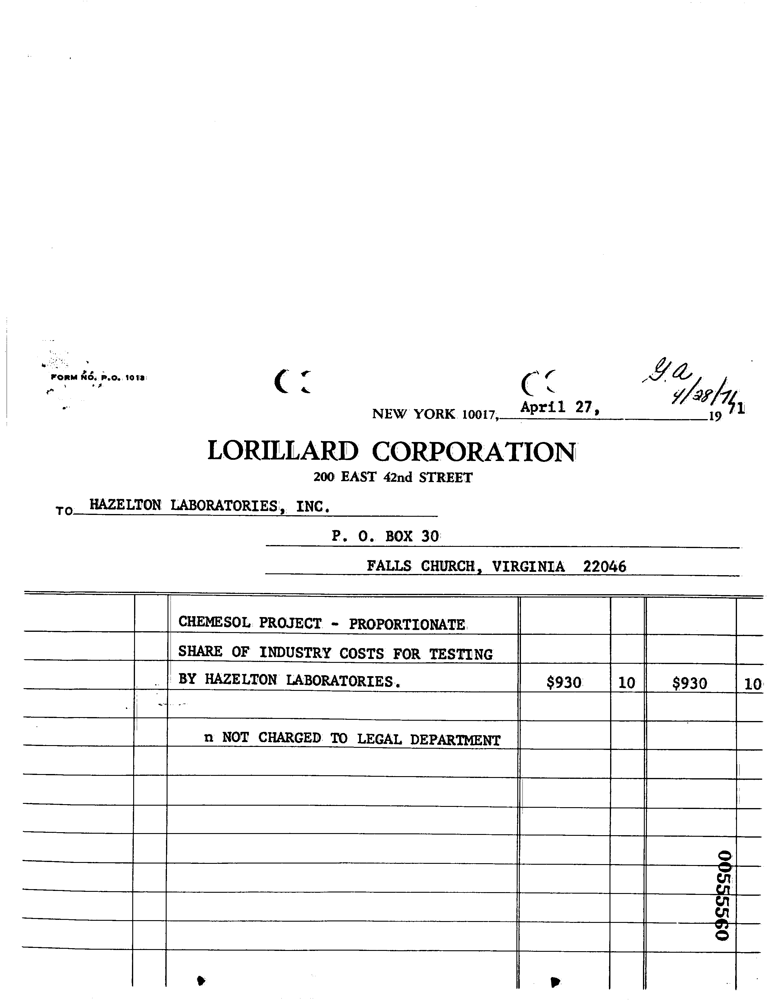 FORM NO. P.O. 1013
G.A.
4/28/71
NEW YORK 10017, April 27, 1971
LORILLARD CORPORATION
200 EAST 42nd STREET
TO HAZELTON LABORATORIES, INC.
P. O. BOX 30
FALLS CHURCH, VIRGINIA 22046
CHEMESOL PROJECT - PROPORTIONATE
SHARE OF INDUSTRY COSTS FOR TESTING
BY HAZELTON LABORATORIES. $930 10 $930 10
n NOT CHARGED TO LEGAL DEPARTMENT
00555560